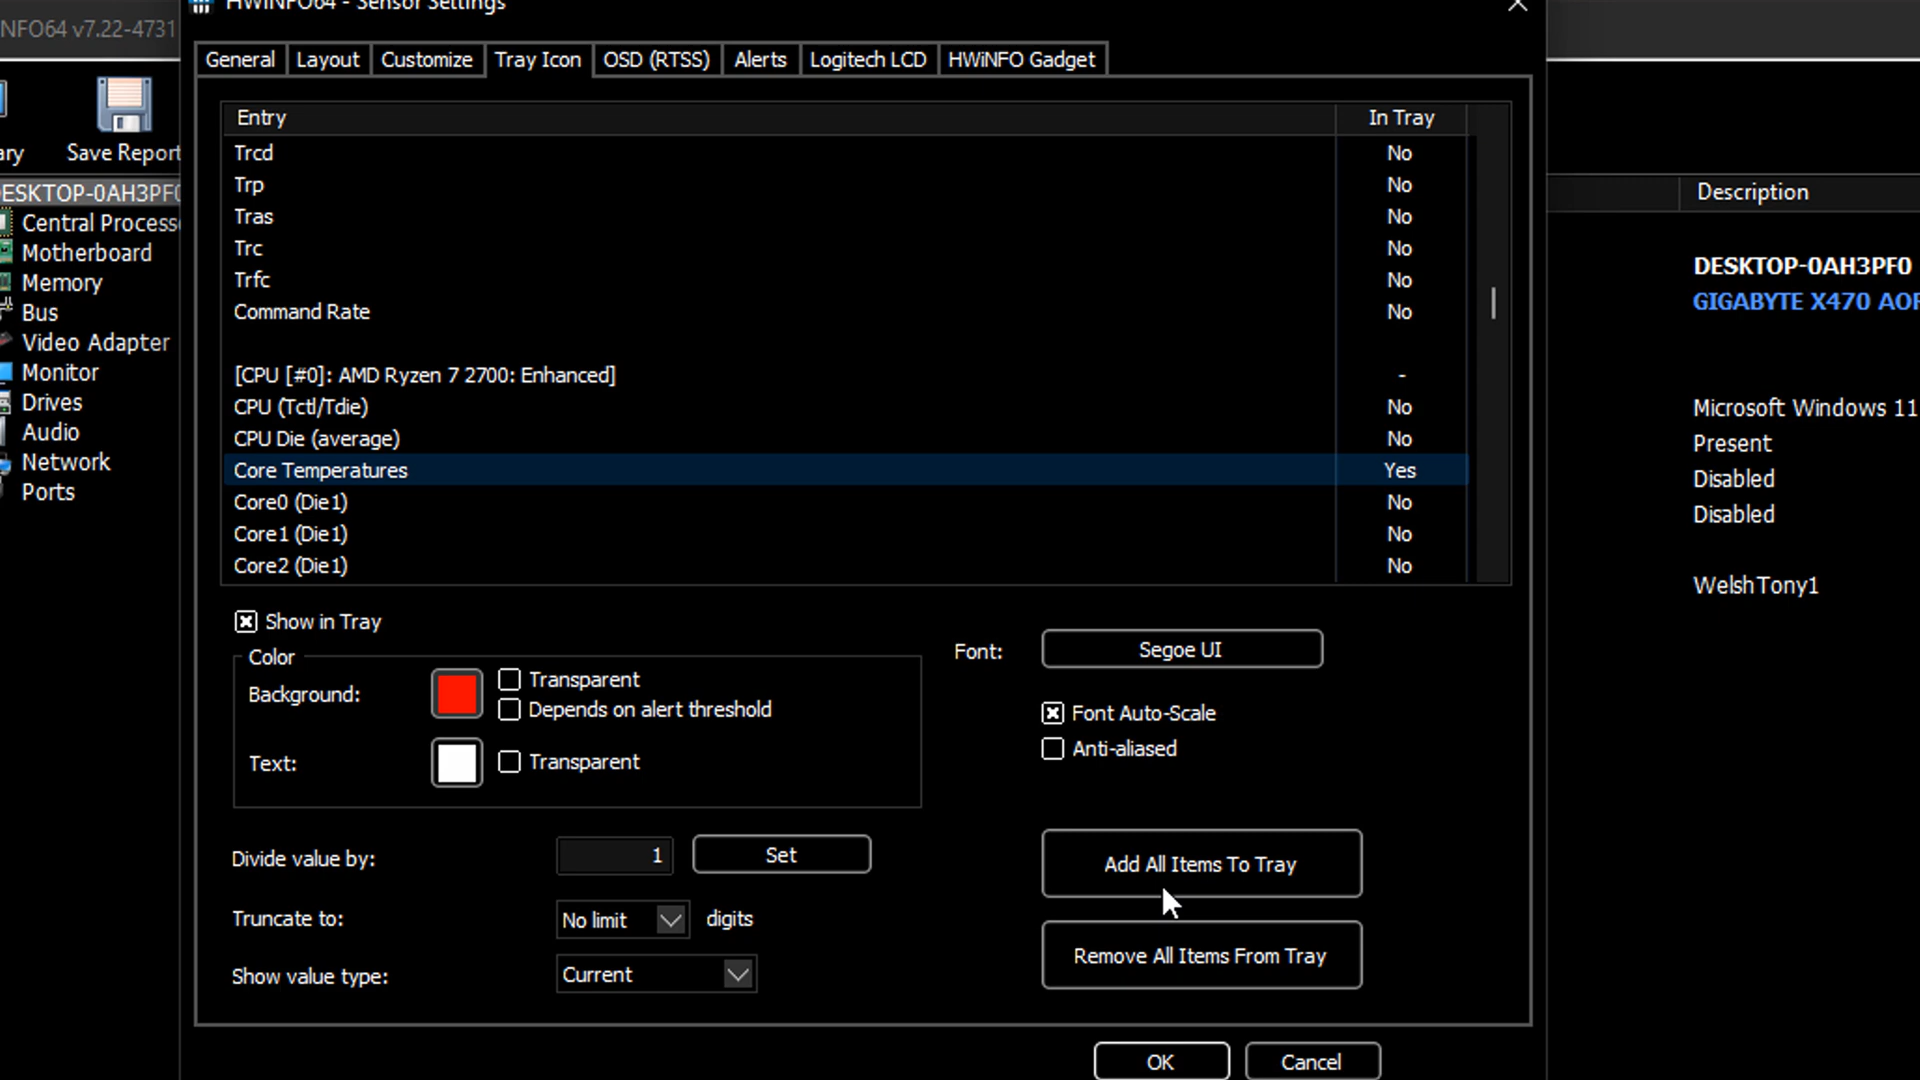 HWiNFO64 - Sensor Settings
NFO64 v7.22-4731
General Layout Customize Tray Icon OSD (RTSS) Alerts Logitech LCD HWiNFO Gadget
ary Save Report
ESKTOP-0AH3PF0
Central Process
Motherboard
Memory
Bus
Video Adapter
Monitor
Drives
Audio
Network
Ports
Entry In Tray
Trcd No
Trp No
Tras No
Trc No
Trfc No
Command Rate No
[CPU [#0]: AMD Ryzen 7 2700: Enhanced] -
CPU (Tctl/Tdie) No
CPU Die (average) No
Core Temperatures Yes
Core0 (Die1) No
Core1 (Die1) No
Core2 (Die1) No
Show in Tray
Color
Background: Transparent
Depends on alert threshold
Text: Transparent
Font: Segoe UI
Font Auto-Scale
Anti-aliased
Divide value by: 1 Set
Truncate to: No limit digits
Show value type: Current
Add All Items To Tray
Remove All Items From Tray
OK Cancel
Description
DESKTOP-0AH3PF0
GIGABYTE X470 AOR
Microsoft Windows 11
Present
Disabled
Disabled
WelshTony1